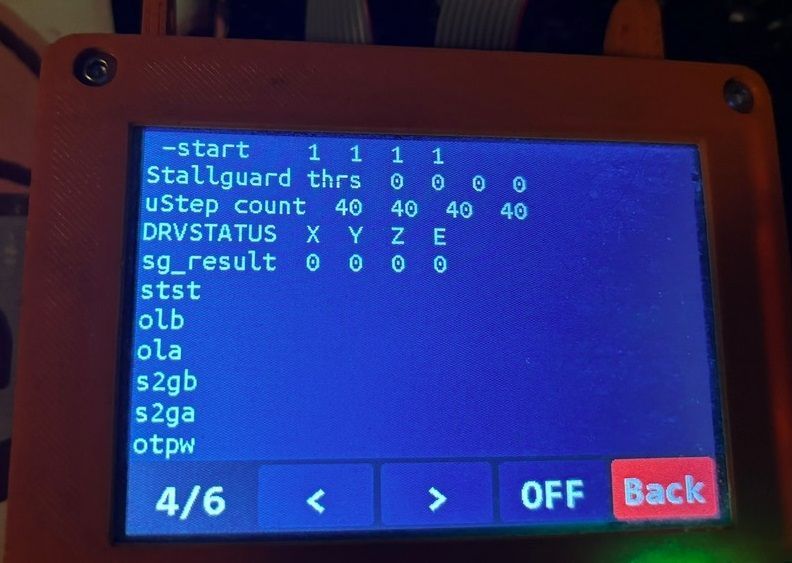 -start 1 1 1 1
Stallguard thrs 0 0 0 0
uStep count 40 40 40 40
DRVSTATUS X Y Z E
sg_result 0 0 0 0
stst
olb
ola
s2gb
s2ga
otpw
4/6 < > OFF Back